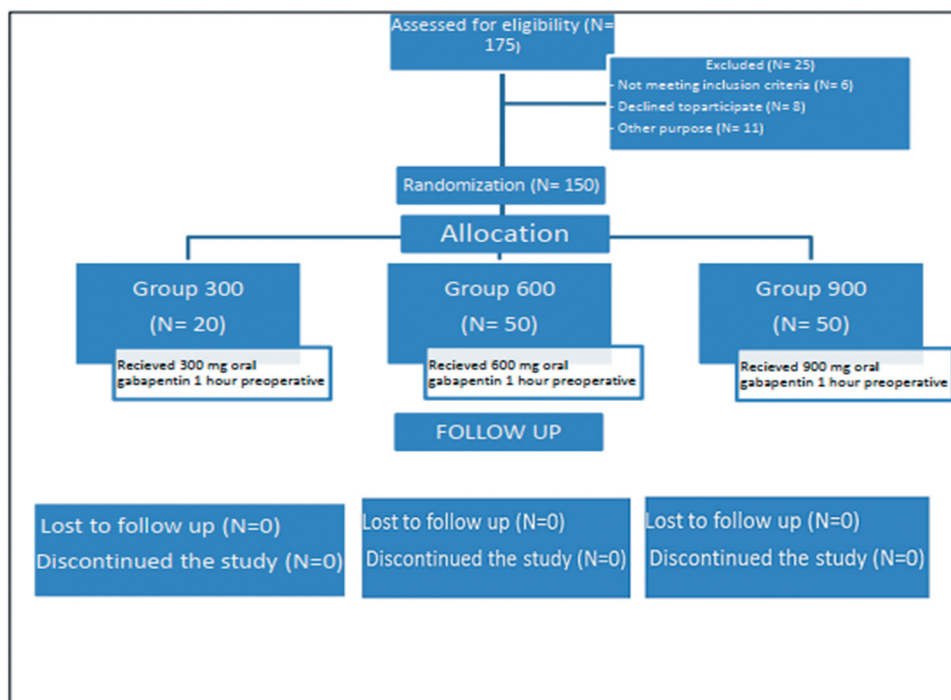 Assessed for eligibility (N=
175)
Excluded (N= 25)
- Not meeting inclusion criteria (N= 6)
- Declined toparticipate (N= 8)
- Other purpose (N= 11)
Randomization (N= 150)
Allocation
Group 300
(N= 20)
Recieved 300 mg oral
gabapentin 1 hour preoperative
Group 600
(N= 50)
Recieved 600 mg oral
gabapentin 1 hour preoperative
Group 900
(N= 50)
Recieved 900 mg oral
gabapentin 1 hour preoperative
FOLLOW UP
Lost to follow up (N=0)
Discontinued the study (N=0)
Lost to follow up (N=0)
Discontinued the study (N=0)
Lost to follow up (N=0)
Discontinued the study (N=0)